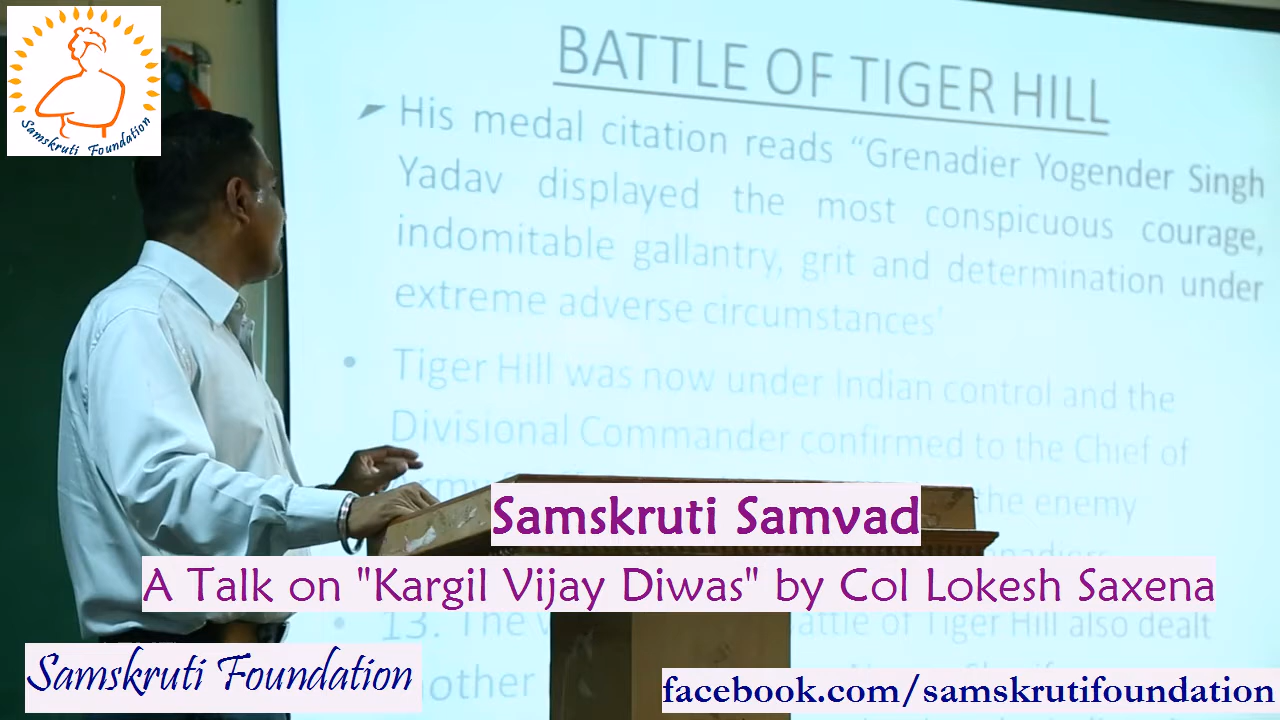 Samskruti Foundation
BATTLE OF TIGER HILL
His medal citation reads “Grenadier Yogender Singh
Yadav displayed the most conspicuous courage,
indomitable gallantry, grit and determination under
extreme adverse circumstances'
• Tiger Hill was now under Indian control and the
Divisional Commander confirmed to the Chief of
the enemy
Samskruti Samvad
A Talk on "Kargil Vijay Diwas" by Col Lokesh Saxena
• 13. The of Tiger Hill also dealt
Samskruti Foundation
facebook.com/samskrutifoundation